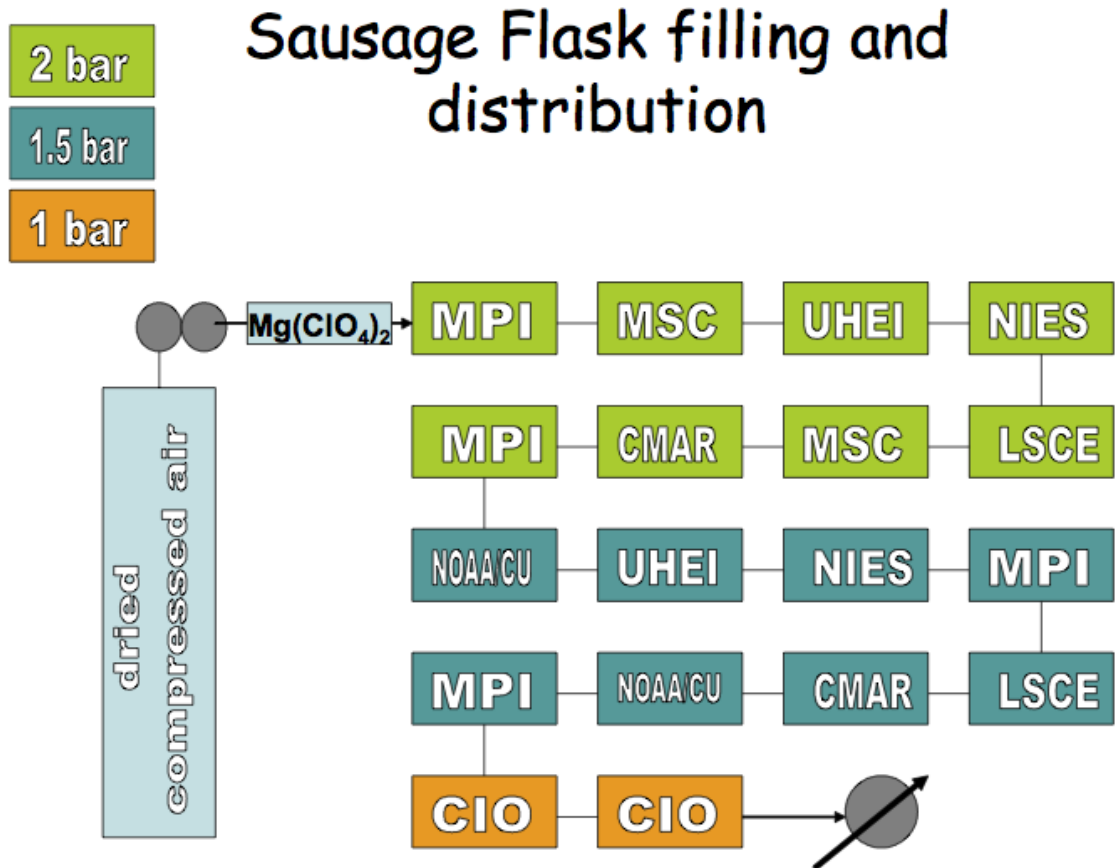 Sausage Flask filling and
distribution
2 bar
1.5 bar
1 bar
Mg(ClO4)2
MPI
MSC
UHEI
NIES
MPI
CMAR
MSC
LSCE
NOAA/CU
UHEI
NIES
MPI
MPI
NOAA/CU
CMAR
LSCE
CIO
CIO
dried
compressed air